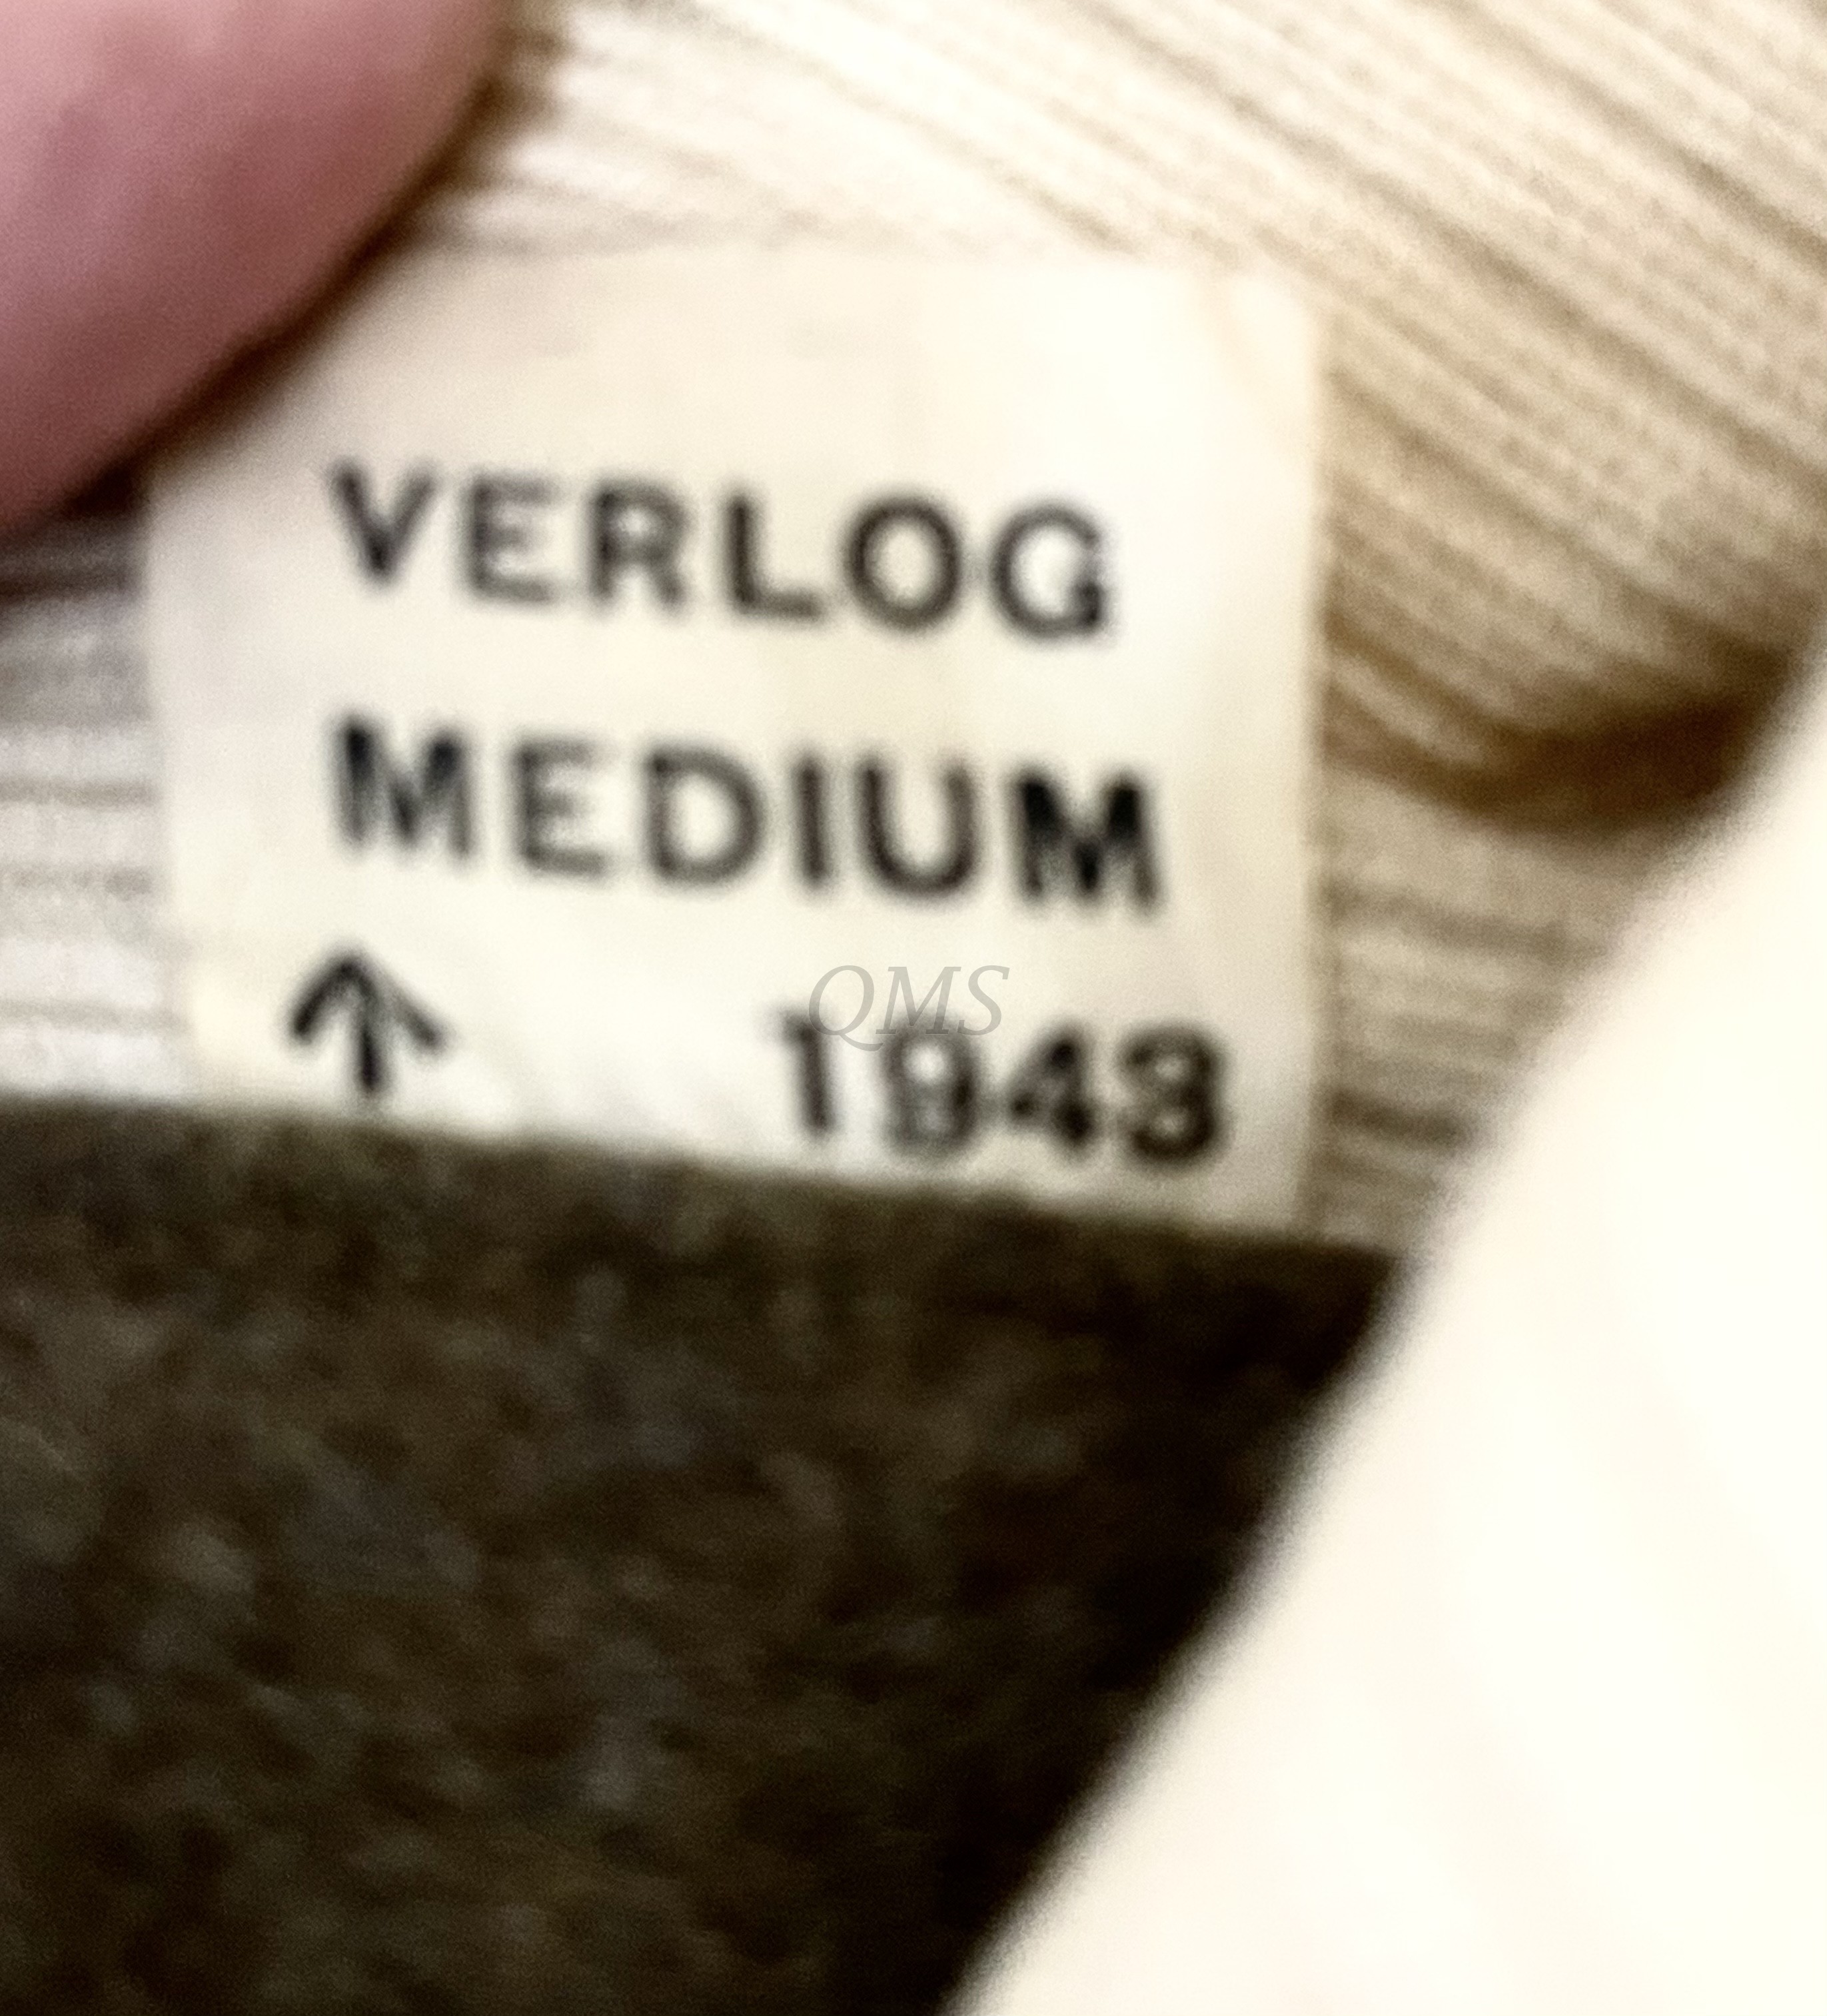 VERLOG
MEDIUM
↑ 1943
QMS